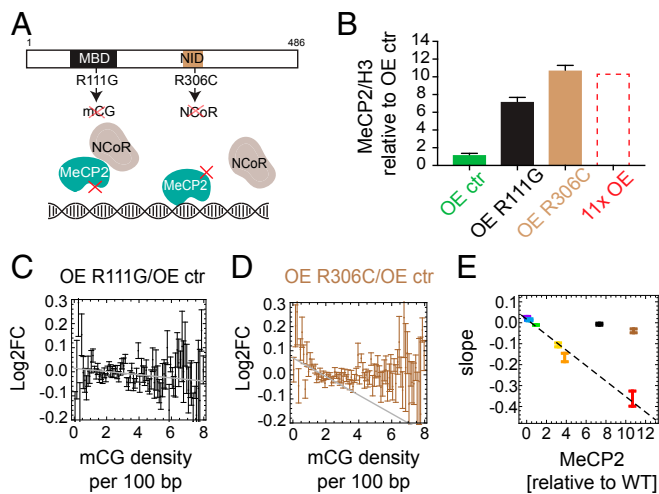 A
1
486
MBD
NID
R111G
R306C
mCG
NCoR
NCoR
NCoR
MeCP2
MeCP2
B
MeCP2/H3
relative to OE ctr
14
12
10
8
6
4
2
0
OE ctr
OE R111G
OE R306C
11x OE
C
OE R111G/OE ctr
Log2FC
0.3
0.2
0.1
0.0
-0.1
-0.2
0 2 4 6 8
mCG density
per 100 bp
D
OE R306C/OE ctr
Log2FC
0.3
0.2
0.1
0.0
-0.1
-0.2
0 2 4 6 8
mCG density
per 100 bp
E
slope
0.1
0.0
-0.1
-0.2
-0.3
-0.4
0 2 4 6 8 1012
MeCP2
[relative to WT]